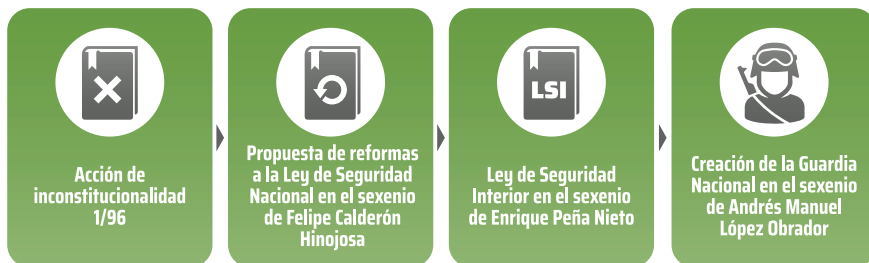 Acción de
inconstitucionalidad
1/96
Propuesta de reformas
a la Ley de Seguridad
Nacional en el sexenio
de Felipe Calderón
Hinojosa
LSI
Ley de Seguridad
Interior en el sexenio
de Enrique Peña Nieto
Creación de la Guardia
Nacional en el sexenio
de Andrés Manuel
López Obrador